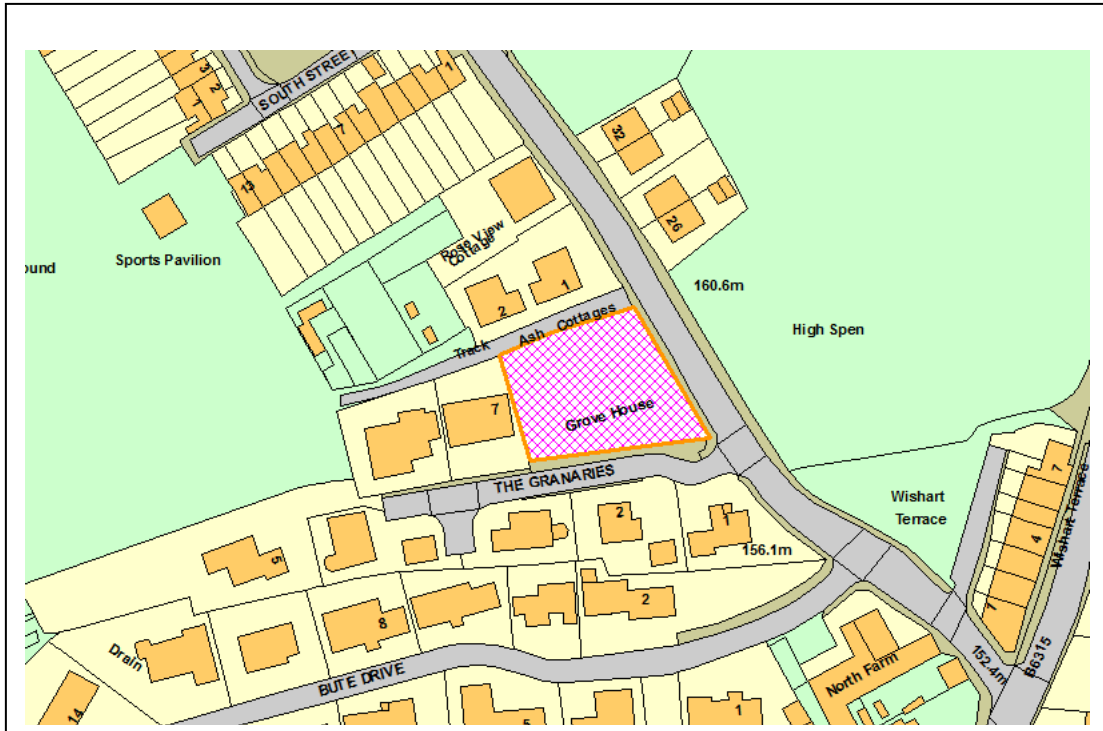 3
2
1
SOUTH STREET
1
7
13
Sports Pavilion
ound
Rose View
Cottage
32
26
160.6m
High Spen
2
1
Track
Ash Cottages
7
Grove House
THE GRANARIES
2
1
156.1m
5
8
2
Drain
BUTE DRIVE
14
5
1
North Farm
Wishart
Terrace
7
4
1
Wishart Terrace
152.4m
B6315